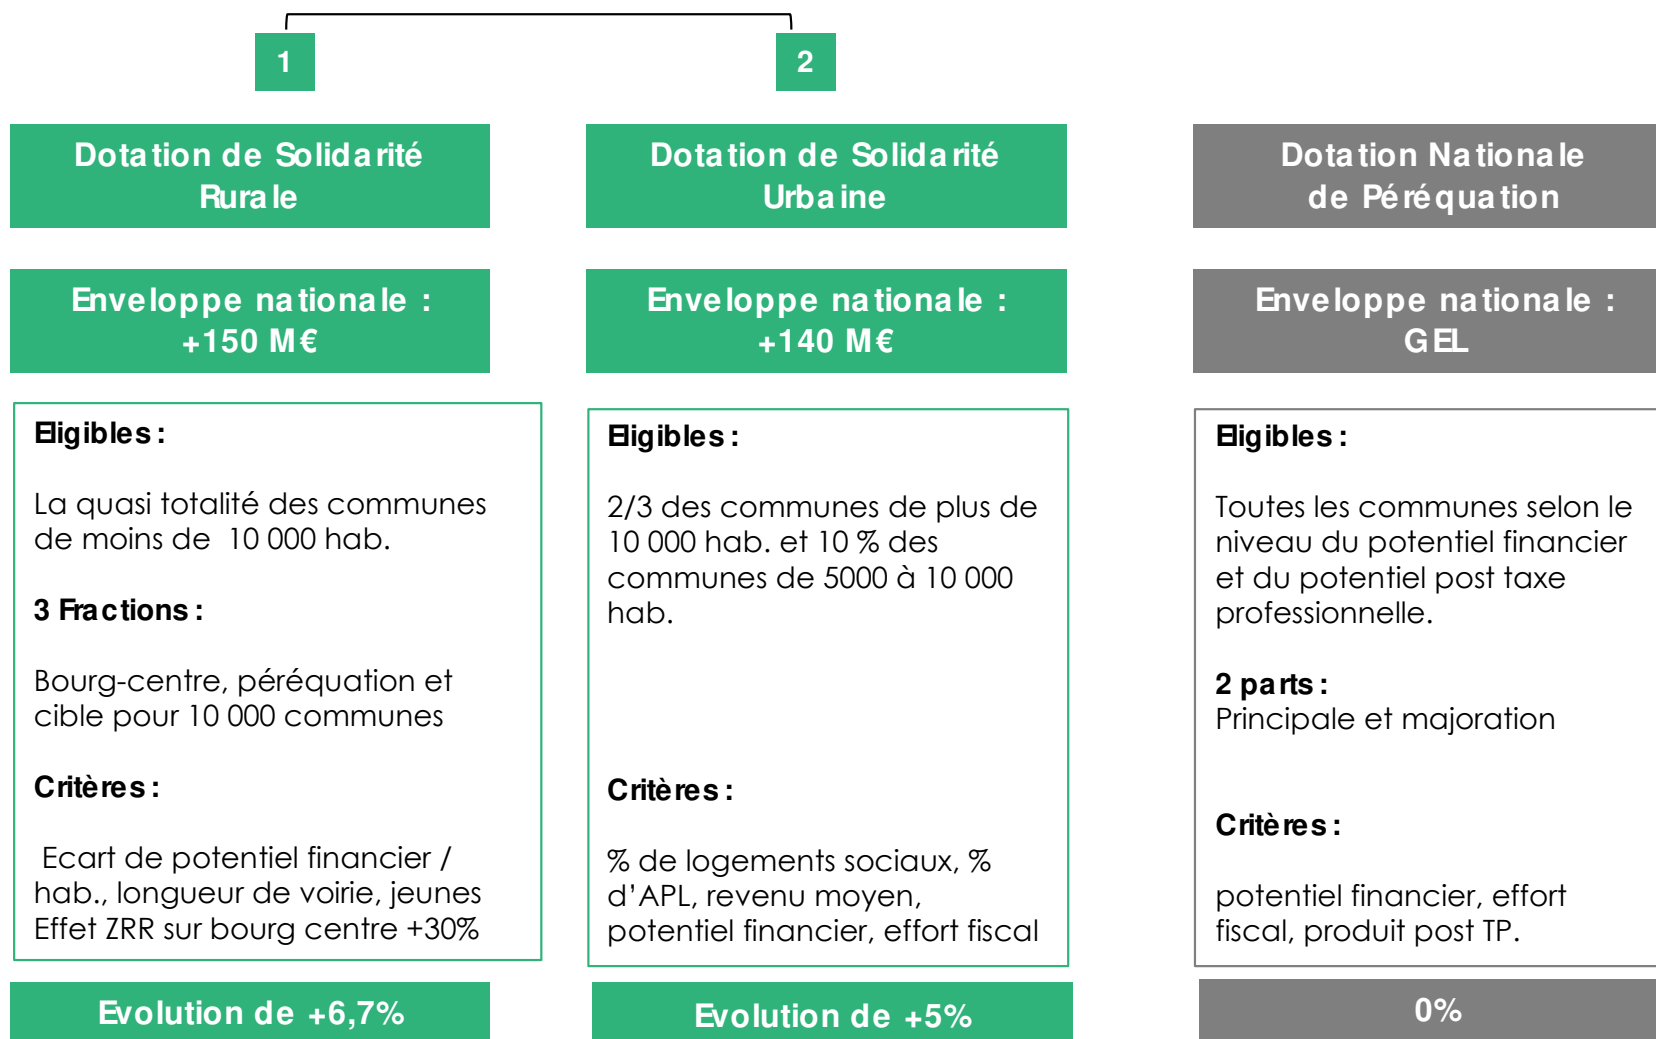 1
2
Dotation de Solidarité
Rurale
Dotation de Solidarité
Urbaine
Dotation Nationale
de Péréquation
Enveloppe nationale :
+150 M€
Enveloppe nationale :
+140 M€
Enveloppe nationale :
GEL
Eligibles :
La quasi totalité des communes
de moins de 10 000 hab.
3 Fractions :
Bourg-centre, péréquation et
cible pour 10 000 communes
Critères :
Ecart de potentiel financier /
hab., longueur de voirie, jeunes
Effet ZRR sur bourg centre +30%
Eligibles :
2/3 des communes de plus de
10 000 hab. et 10 % des
communes de 5000 à 10 000
hab.
Critères :
% de logements sociaux, %
d’APL, revenu moyen,
potentiel financier, effort fiscal
Eligibles :
Toutes les communes selon le
niveau du potentiel financier
et du potentiel post taxe
professionnelle.
2 parts :
Principale et majoration
Critères :
potentiel financier, effort
fiscal, produit post TP.
Evolution de +6,7%
Evolution de +5%
0%